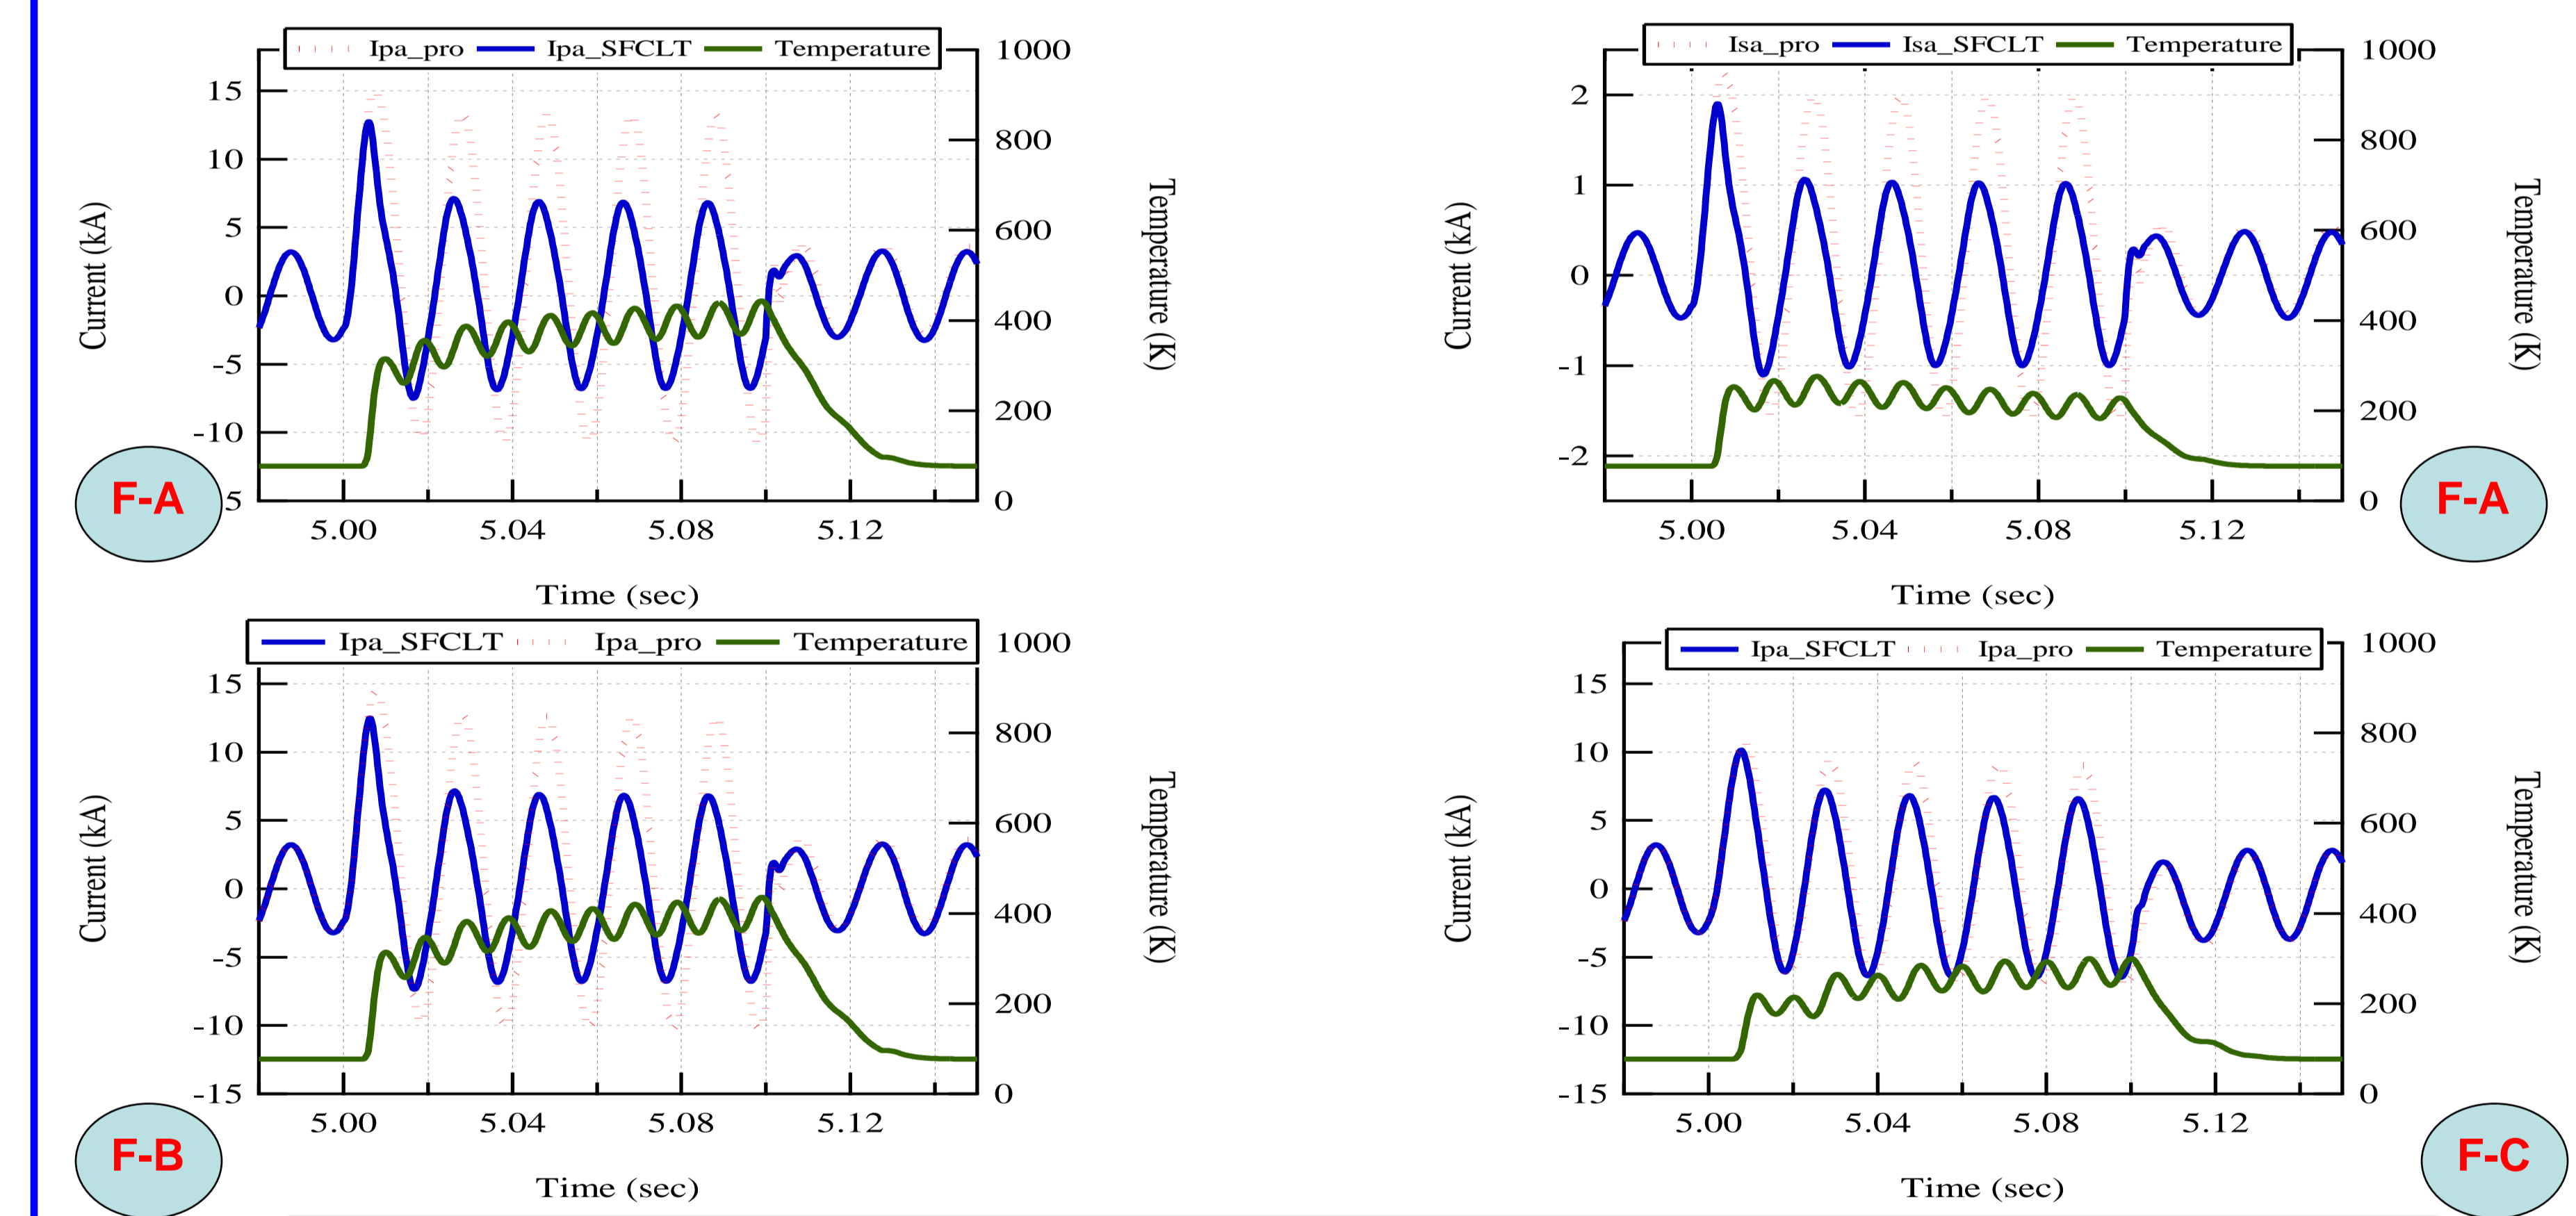 Ipa_pro Ipa_SFCLT Temperature
1000
15
800
10
600
5
0
400
-5
200
-10
5
0
5.00 5.04 5.08 5.12
Current (kA)
Temperature (K)
Time (sec)
F-A
Isa_pro Isa_SFCLT Temperature
1000
2
800
1
600
0
400
-1
200
-2
0
5.00 5.04 5.08 5.12
Current (kA)
Temperature (K)
Time (sec)
F-A
Ipa_SFCLT Ipa_pro Temperature
1000
15
800
10
600
5
0
400
-5
200
-10
-15
0
5.00 5.04 5.08 5.12
Current (kA)
Temperature (K)
Time (sec)
F-B
Ipa_SFCLT Ipa_pro Temperature
1000
15
800
10
600
5
0
400
-5
200
-10
-15
0
5.00 5.04 5.08 5.12
Current (kA)
Temperature (K)
Time (sec)
F-C